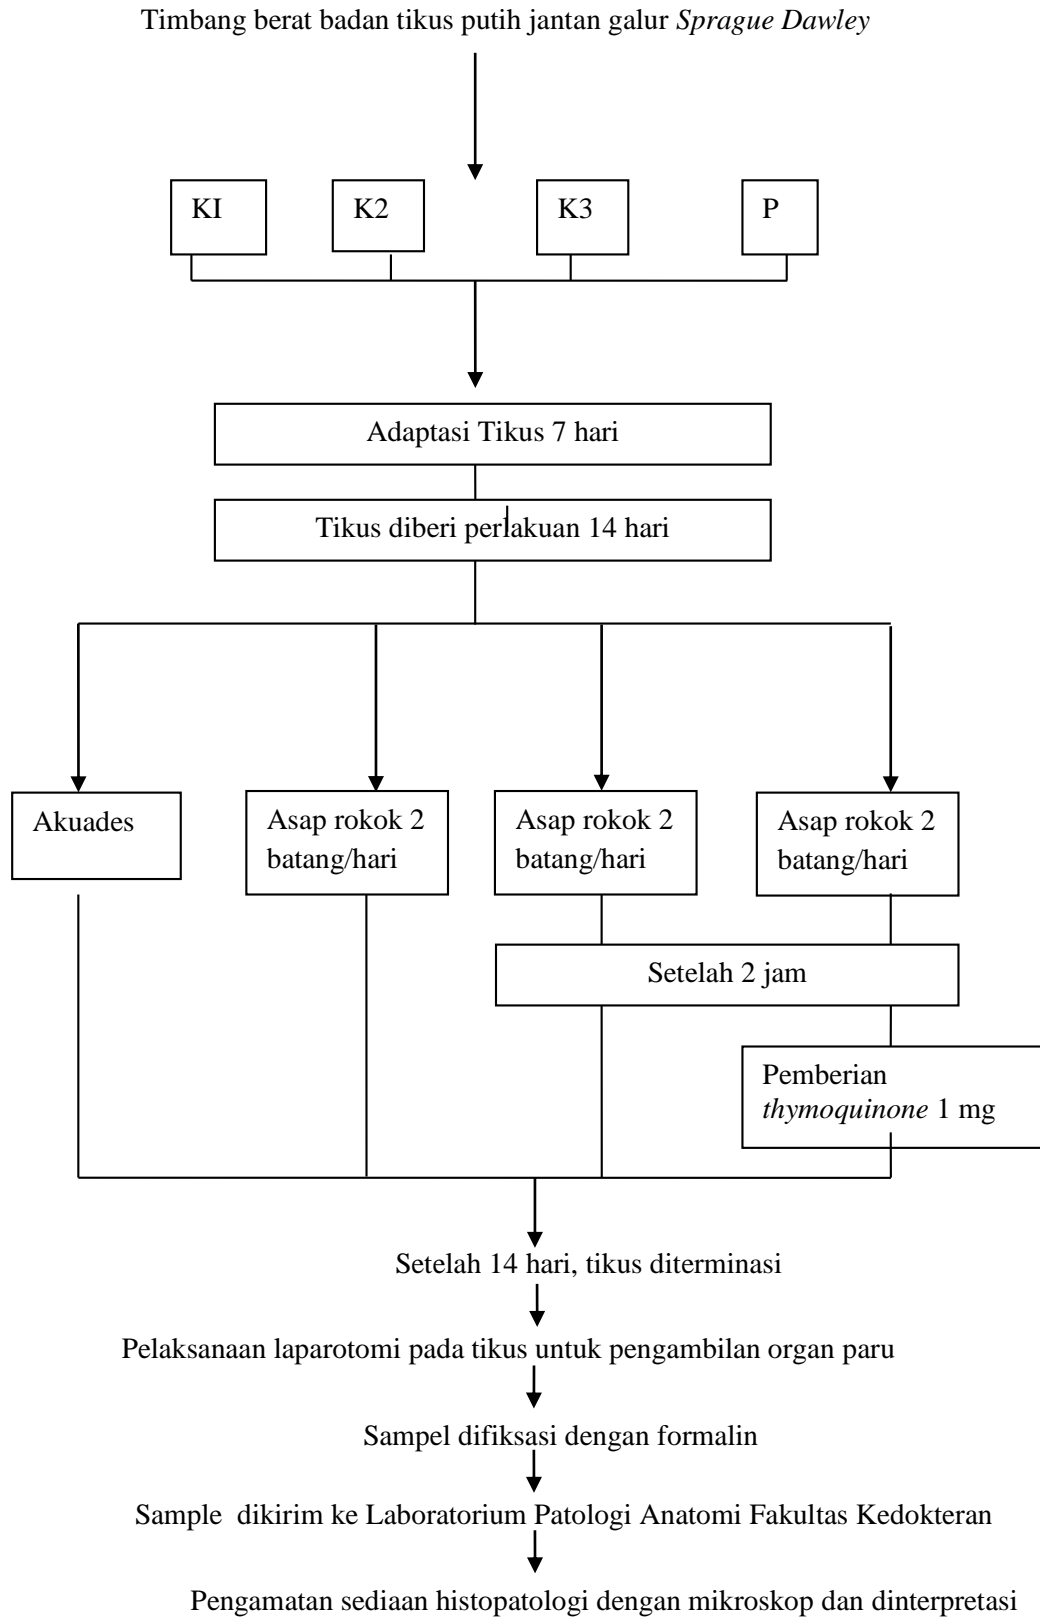 Timbang berat badan tikus putih jantan galur Sprague Dawley
KI
K2
K3
P
Adaptasi Tikus 7 hari
Tikus diberi perlakuan 14 hari
Akuades
Asap rokok 2
batang/hari
Asap rokok 2
batang/hari
Asap rokok 2
batang/hari
Setelah 2 jam
Pemberian
thymoquinone 1 mg
Setelah 14 hari, tikus diterminasi
Pelaksanaan laparotomi pada tikus untuk pengambilan organ paru
Sampel difiksasi dengan formalin
Sample dikirim ke Laboratorium Patologi Anatomi Fakultas Kedokteran
Pengamatan sediaan histopatologi dengan mikroskop dan dinterpretasi